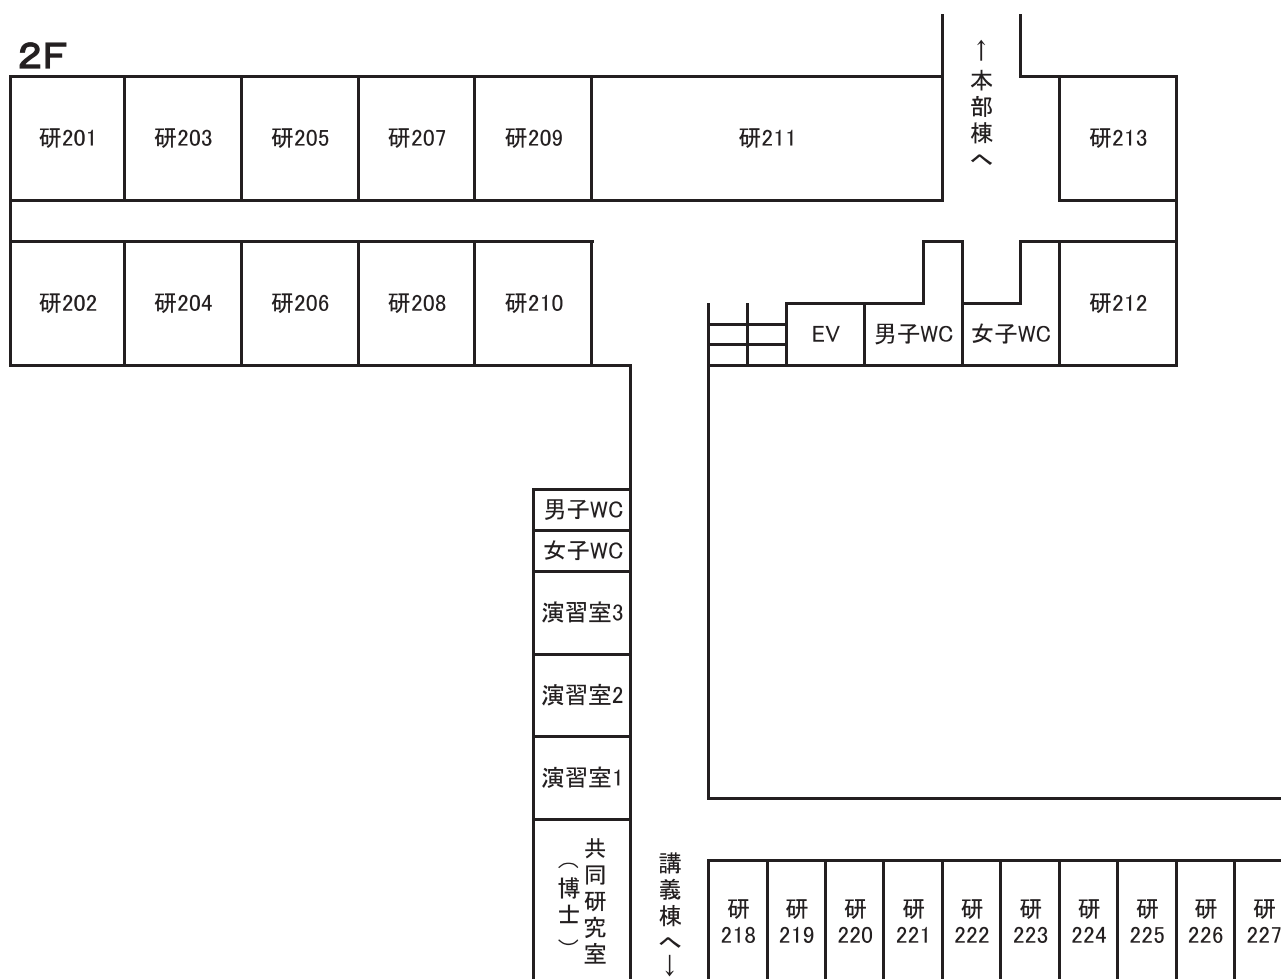 2F
↑本部棟へ
研201
研203
研205
研207
研209
研211
研213
研202
研204
研206
研208
研210
EV
男子WC
女子WC
研212
男子WC
女子WC
演習室3
演習室2
演習室1
共同研究室
（博士）
講義棟へ↓
研
218
研
219
研
220
研
221
研
222
研
223
研
224
研
225
研
226
研
227